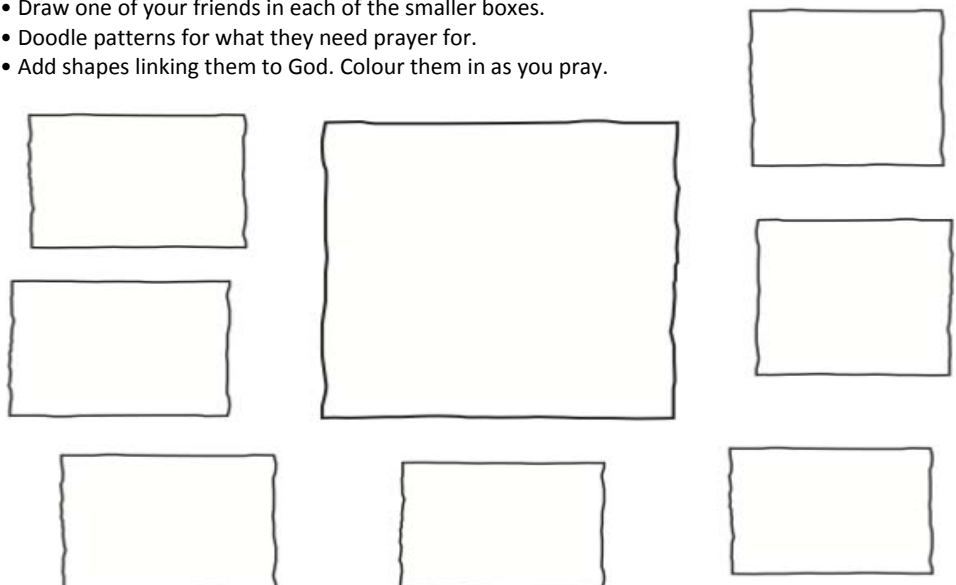 • Draw one of your friends in each of the smaller boxes.
• Doodle patterns for what they need prayer for.
• Add shapes linking them to God. Colour them in as you pray.